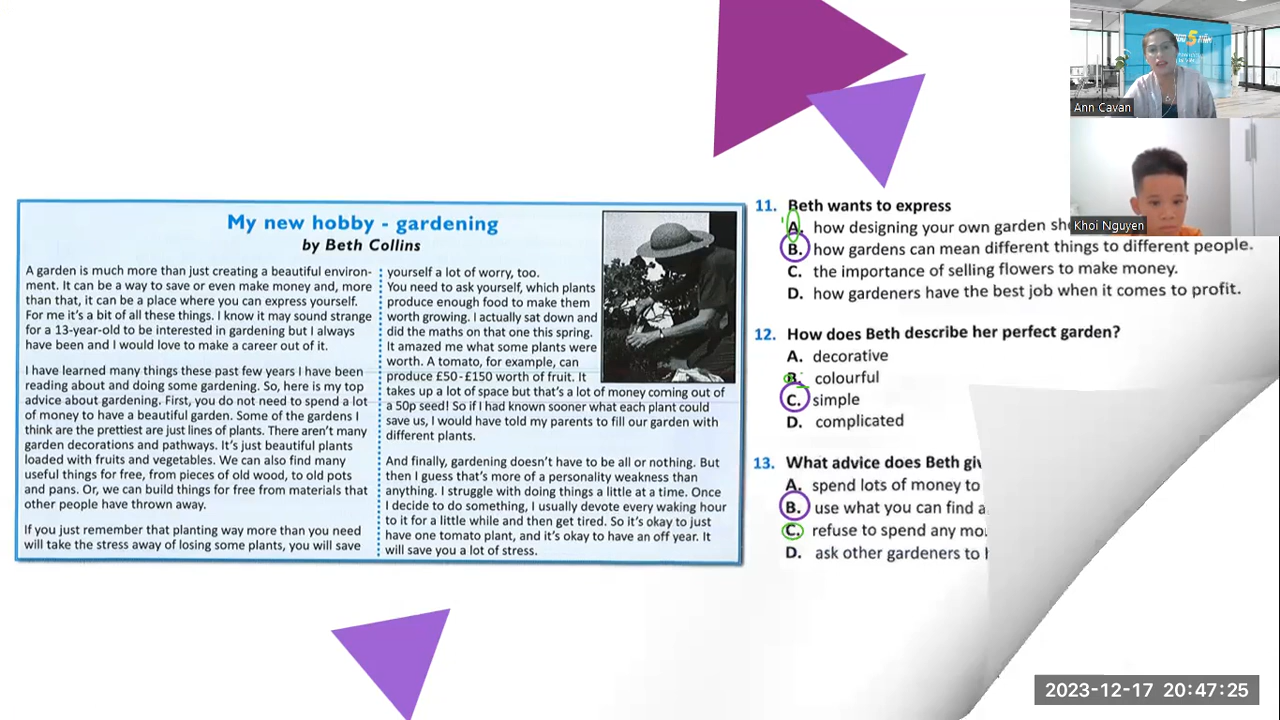 My new hobby - gardening
by Beth Collins
A garden is much more than just creating a beautiful environ-
ment. It can be a way to save or even make money and, more
than that, it can be a place where you can express yourself.
For me it's a bit of all these things. I know it may sound strange
for a 13-year-old to be interested in gardening but I always
have been and I would love to make a career out of it.
I have learned many things these past few years I have been
reading about and doing some gardening. So, here is my top
advice about gardening. First, you do not need to spend a lot
of money to have a beautiful garden. Some of the gardens I
think are the prettiest are just lines of plants. There aren't many
garden decorations and pathways. It's just beautiful plants
loaded with fruits and vegetables. We can also find many
useful things for free, from pieces of old wood, to old pots
and pans. Or, we can build things for free from materials that
other people have thrown away.
If you just remember that planting way more than you need
will take the stress away of losing some plants, you will save
yourself a lot of worry, too.
You need to ask yourself, which plants
produce enough food to make them
worth growing. I actually sat down and
did the maths on that one this spring.
It amazed me what some plants were
worth. A tomato, for example, can
produce £50-£150 worth of fruit. It
takes up a lot of space but that's a lot of money coming out of
a 50p seed! So if I had known sooner what each plant could
save us, I would have told my parents to fill our garden with
different plants.
And finally, gardening doesn't have to be all or nothing. But
then I guess that's more of a personality weakness than
anything. I struggle with doing things a little at a time. Once
I decide to do something, I usually devote every waking hour
to it for a little while and then get tired. So it's okay to just
have one tomato plant, and it's okay to have an off year. It
will save you a lot of stress.
11. Beth wants to express
A. how designing your own garden
B. how gardens can mean different things to different people.
C. the importance of selling flowers to make money.
D. how gardeners have the best job when it comes to profit.
12. How does Beth describe her perfect garden?
A. decorative
B. colourful
C. simple
D. complicated
13. What advice does Beth
A. spend lots of money to
B. use what you can find
C. refuse to spend any
D. ask other gardeners to
Ann Cavan
Khoi Nguyen
2023-12-17 20:47:25